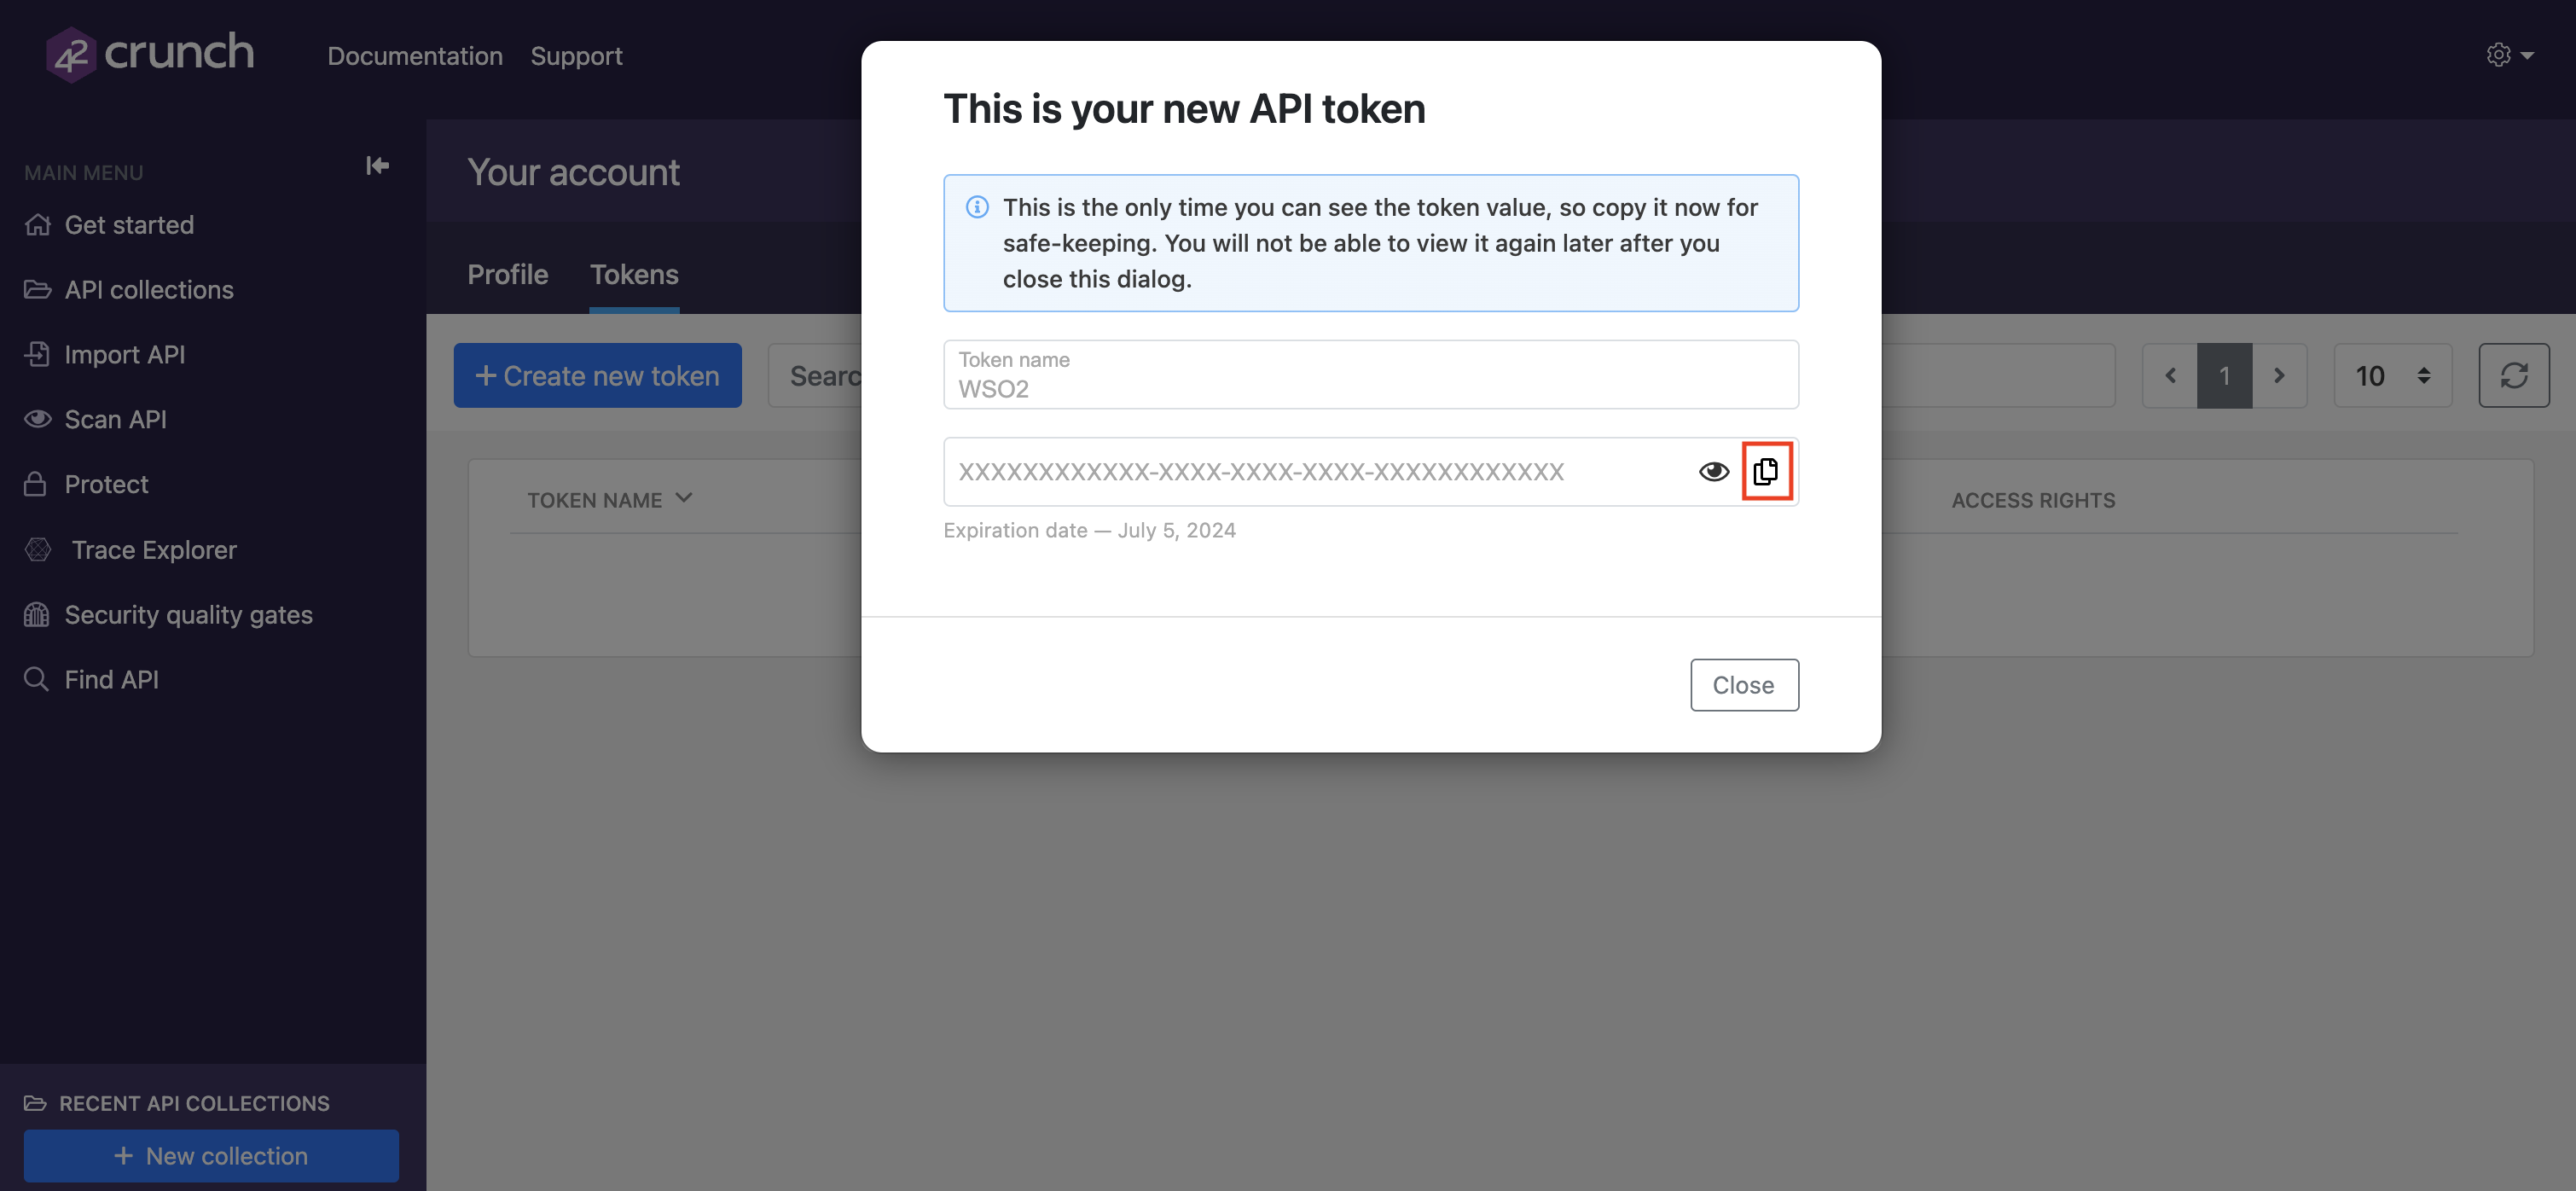 42 crunch
Documentation
Support
MAIN MENU
Get started
API collections
Import API
Scan API
Protect
Trace Explorer
Security quality gates
Find API
RECENT API COLLECTIONS
+ New collection
Your account
Profile
Tokens
+ Create new token
Searc
1
10
TOKEN NAME
ACCESS RIGHTS
This is your new API token
This is the only time you can see the token value, so copy it now for
safe-keeping. You will not be able to view it again later after you
close this dialog.
Token name
WSO2
XXXXXXXXXXXX-XXXX-XXXX-XXXX-XXXXXXXXXXXX
Expiration date — July 5, 2024
Close